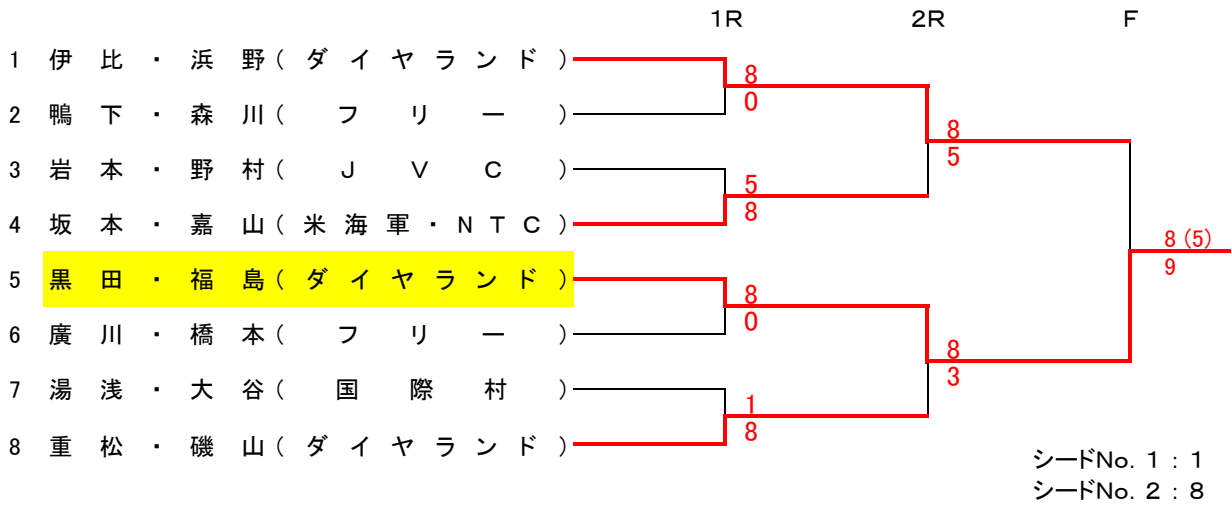 1R 2R F
1 伊比・浜野(ダイヤランド)
8
0
2 鴨下・森川(フリー)
8
5
3 岩本・野村(JVC)
5
8
4 坂本・嘉山(米海軍・NTC)
8(5)
9
5 黒田・福島(ダイヤランド)
8
0
6 廣川・橋本(フリー)
8
3
7 湯浅・大谷(国際村)
1
8
8 重松・磯山(ダイヤランド)
シードNo.1:1
シードNo.2:8